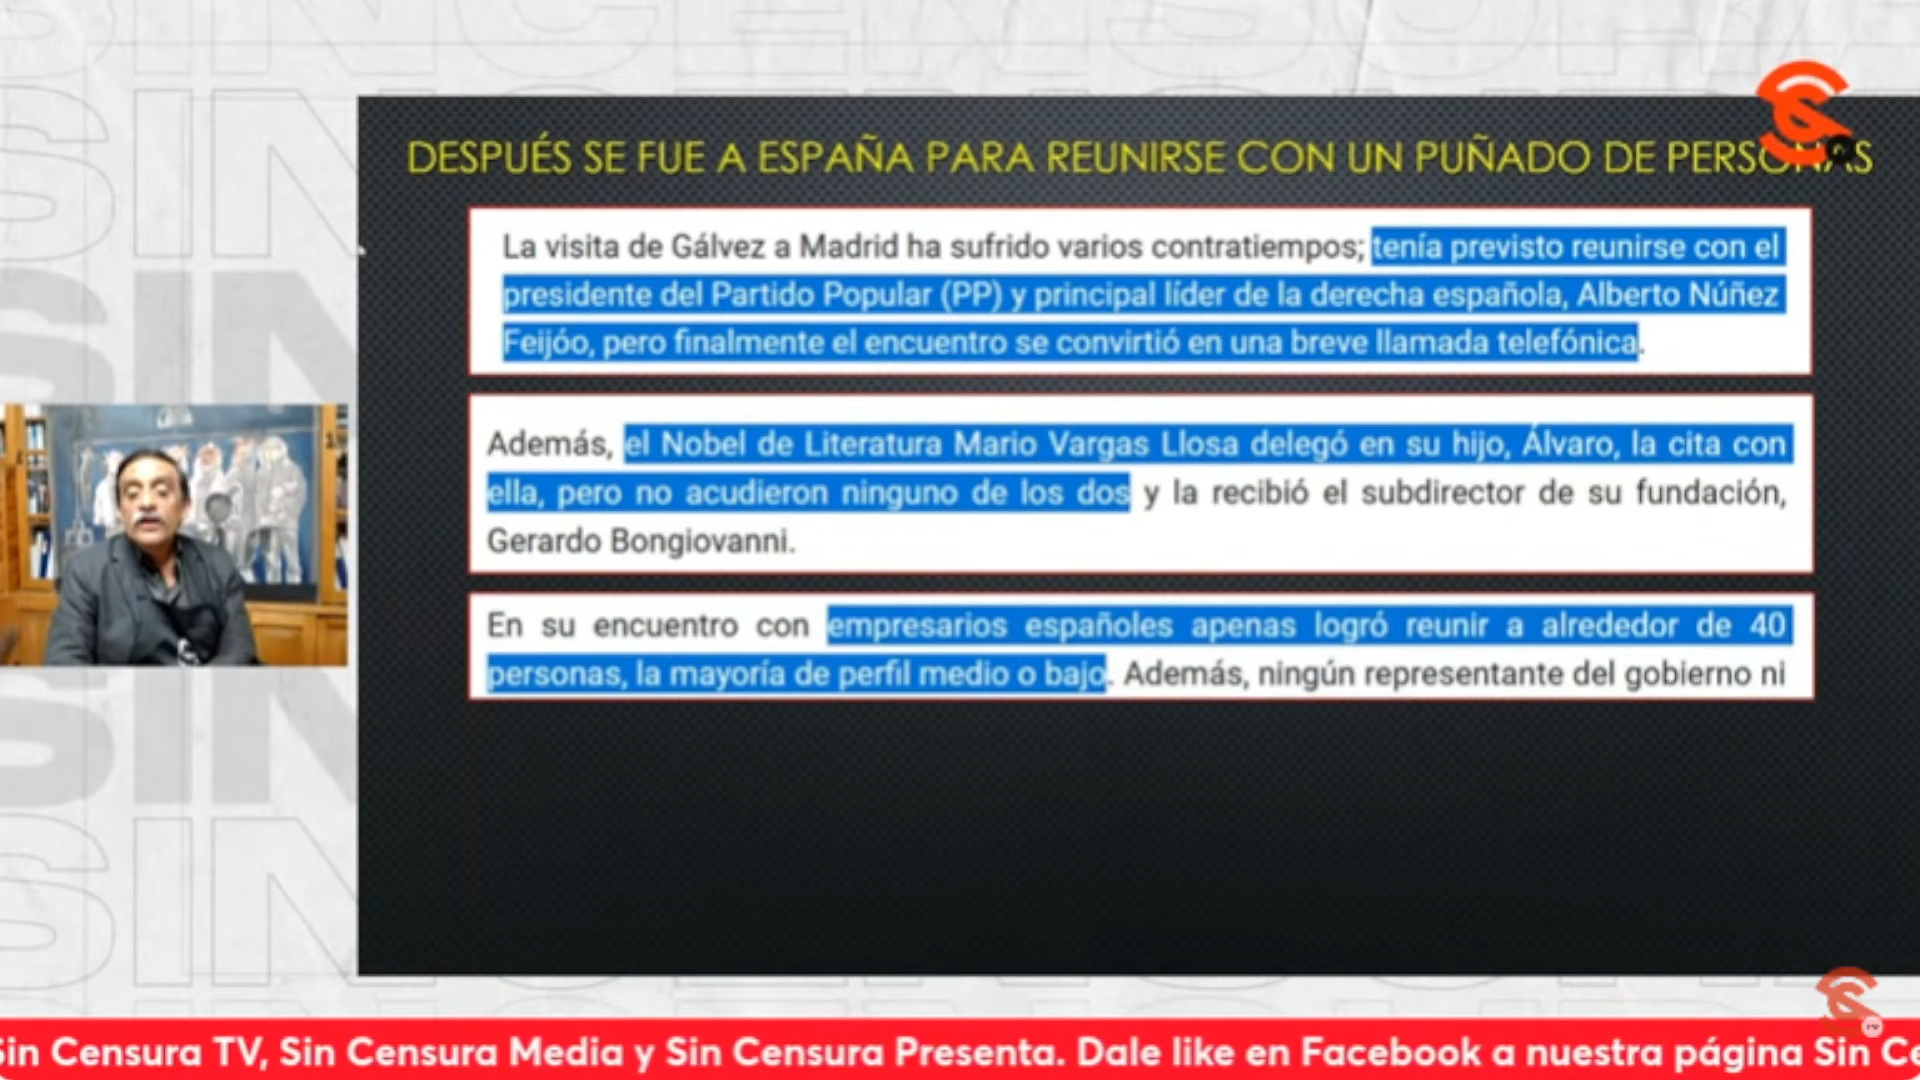 SINCENSURA
SIN
SIN
SIN
SIN
DESPUÉS SE FUE A ESPAÑA PARA REUNIRSE CON UN PUÑADO DE PERSONAS
La visita de Gálvez a Madrid ha sufrido varios contratiempos; tenía previsto reunirse con el
presidente del Partido Popular (PP) y principal líder de la derecha española, Alberto Núñez
Feijóo, pero finalmente el encuentro se convirtió en una breve llamada telefónica.
Además, el Nobel de Literatura Mario Vargas Llosa delegó en su hijo, Álvaro, la cita con
ella, pero no acudieron ninguno de los dos y la recibió el subdirector de su fundación,
Gerardo Bongiovanni.
En su encuentro con empresarios españoles apenas logró reunir a alrededor de 40
personas, la mayoría de perfil medio o bajo. Además, ningún representante del gobierno ni
Sin Censura TV, Sin Censura Media y Sin Censura Presenta. Dale like en Facebook a nuestra página Sin Ce